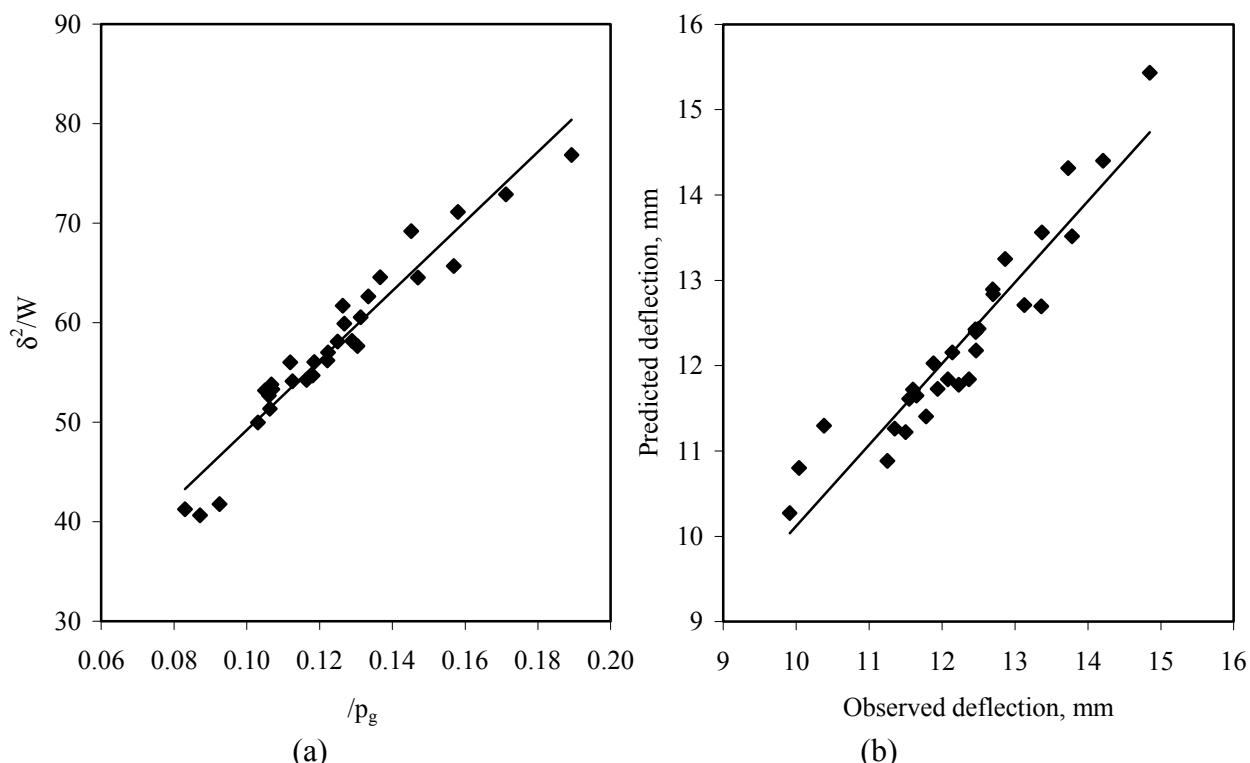 90
80
70
60
50
40
30
0.06 0.08 0.10 0.12 0.14 0.16 0.18 0.20
δ²/W
/p_g
(a)
16
15
14
13
12
11
10
9
9 10 11 12 13 14 15 16
Predicted deflection, mm
Observed deflection, mm
(b)